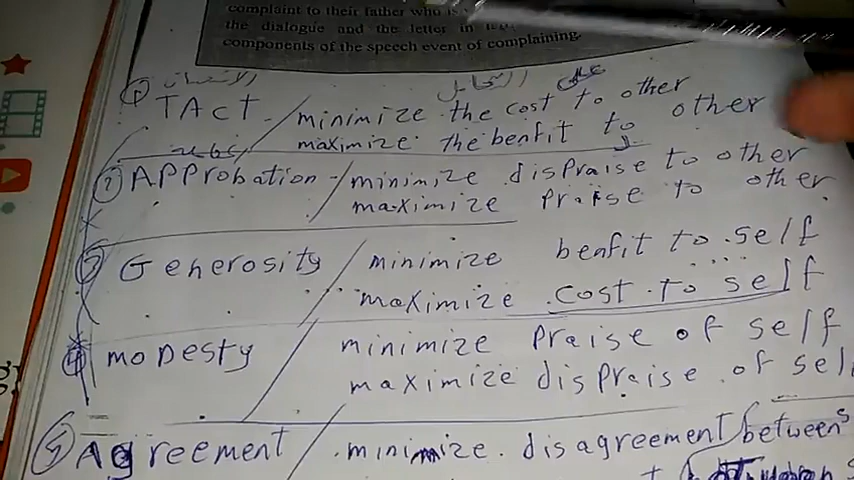 complaint to their father who is
the dialogue and the letter in
components of the speech event of complaining.
على
① TAct / minimize the cost to other
maximize the benfit to other
② APProbation - / minimize dispraise to other
maximize praise to other
③ Generosity / minimize benfit to self
maximize cost to self
④ moDesty / minimize Praise of self
maximize dispraise of sel
⑤ Agreement / minimize disagreement between